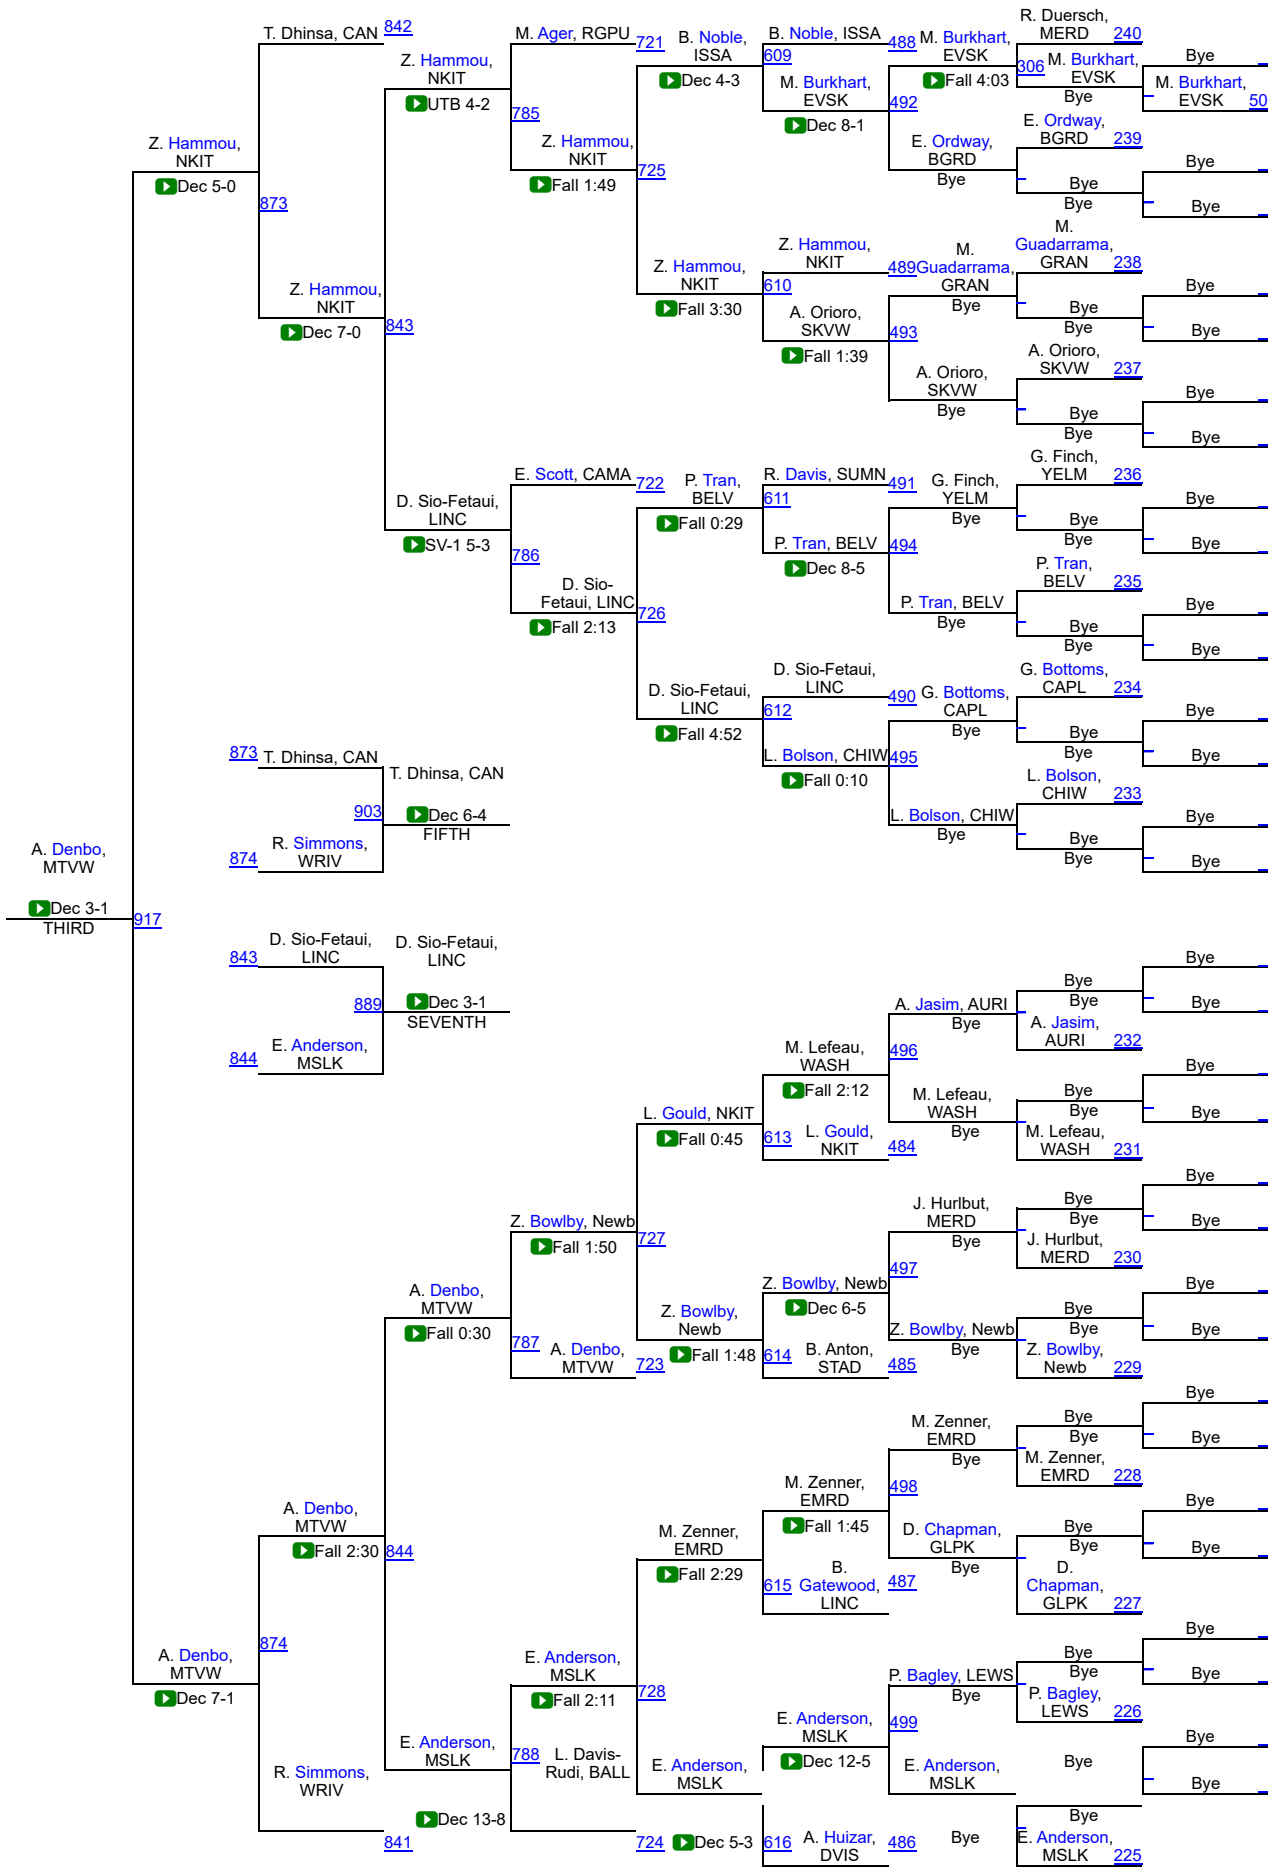 R. Duersch,
T. Dhinsa, CAN 842
M. Ager, RGPU 721
B. Noble,
ISSA
B. Noble, ISSA 488
M. Burkhart,
EVSK
MERD 240
Bye
Z. Hammou,
NKIT
UTB 4-2
Dec 4-3
609
M. Burkhart,
EVSK
Fall 4:03
306 M. Burkhart,
EVSK
Bye
M. Burkhart,
EVSK 50
785
492
Dec 8-1
E. Ordway,
BGRD 239
Z. Hammou,
NKIT
Dec 5-0
Z. Hammou,
NKIT
Fall 1:49
725
E. Ordway,
BGRD
Bye
Bye
Bye
Bye
Bye
873
M.
Guadarrama,
GRAN 238
Z. Hammou,
NKIT
489
M.
Guadarrama,
GRAN
Bye
Z. Hammou,
NKIT
Fall 3:30
610
Bye
Z. Hammou,
NKIT
Dec 7-0
843
A. Orioro,
SKVW
Fall 1:39
493
Bye
Bye
Bye
A. Orioro,
SKVW 237
A. Orioro,
SKVW
Bye
Bye
Bye
Bye
Bye
G. Finch,
YELM 236
E. Scott, CAMA 722
P. Tran,
BELV
Fall 0:29
R. Davis, SUMN 491
611
G. Finch,
YELM
Bye
Bye
D. Sio-Fetaui,
LINC
SV-1 5-3
786
P. Tran, BELV 494
Dec 8-5
Bye
Bye
Bye
P. Tran,
BELV 235
D. Sio-
Fetaui, LINC
Fall 2:13
726
P. Tran, BELV
Bye
Bye
Bye
Bye
Bye
D. Sio-Fetaui,
LINC
490
G. Bottoms,
CAPL
Bye
G. Bottoms,
CAPL 234
D. Sio-Fetaui,
LINC
Fall 4:52
612
Bye
873 T. Dhinsa, CAN
T. Dhinsa, CAN
L. Bolson, CHIW 495
Fall 0:10
Bye
Bye
Bye
L. Bolson,
CHIW 233
903
Dec 6-4
FIFTH
L. Bolson, CHIW
Bye
Bye
Bye
Bye
Bye
874
R. Simmons,
WRIV
A. Denbo,
MTVW
Dec 3-1
THIRD
917
843
D. Sio-Fetaui,
LINC
D. Sio-Fetaui,
LINC
Bye
889
Dec 3-1
SEVENTH
A. Jasim, AURI
Bye
Bye
Bye
Bye
A. Jasim,
AURI 232
844
E. Anderson,
MSLK
M. Lefeau,
WASH
Fall 2:12
496
Bye
M. Lefeau,
WASH
Bye
Bye
Bye
Bye
L. Gould, NKIT
Fall 0:45
613 L. Gould,
NKIT
484
M. Lefeau,
WASH 231
Bye
J. Hurlbut,
MERD
Bye
Bye
Bye
Bye
Z. Bowlby, Newb
Fall 1:50
727
J. Hurlbut,
MERD 230
497
A. Denbo,
MTVW
Fall 0:30
Z. Bowlby,
Newb
Fall 1:48
Z. Bowlby, Newb
Dec 6-5
Bye
Z. Bowlby, Newb
Bye
Bye
Bye
Bye
787
A. Denbo,
MTVW
723
614 B. Anton,
STAD
485
Z. Bowlby,
Newb 229
Bye
M. Zenner,
EMRD
Bye
Bye
Bye
Bye
M. Zenner,
EMRD 228
M. Zenner,
EMRD
Fall 1:45
498
Bye
A. Denbo,
MTVW
Fall 2:30
844
M. Zenner,
EMRD
Fall 2:29
D. Chapman,
GLPK
Bye
Bye
Bye
Bye
615
B.
Gatewood,
LINC
487
D.
Chapman,
GLPK 227
Bye
874
A. Denbo,
MTVW
Dec 7-1
E. Anderson,
MSLK
Fall 2:11
728
P. Bagley, LEWS
Bye
Bye
Bye
Bye
P. Bagley,
LEWS 226
E. Anderson,
MSLK
Dec 12-5
499
Bye
R. Simmons,
WRIV
E. Anderson,
MSLK
Dec 13-8
788 L. Davis-
Rudi, BALL
E. Anderson,
MSLK
E. Anderson,
MSLK
Bye
Bye
841
724
Dec 5-3
616 A. Huizar,
DVIS
486
Bye
Bye
E. Anderson,
MSLK 225